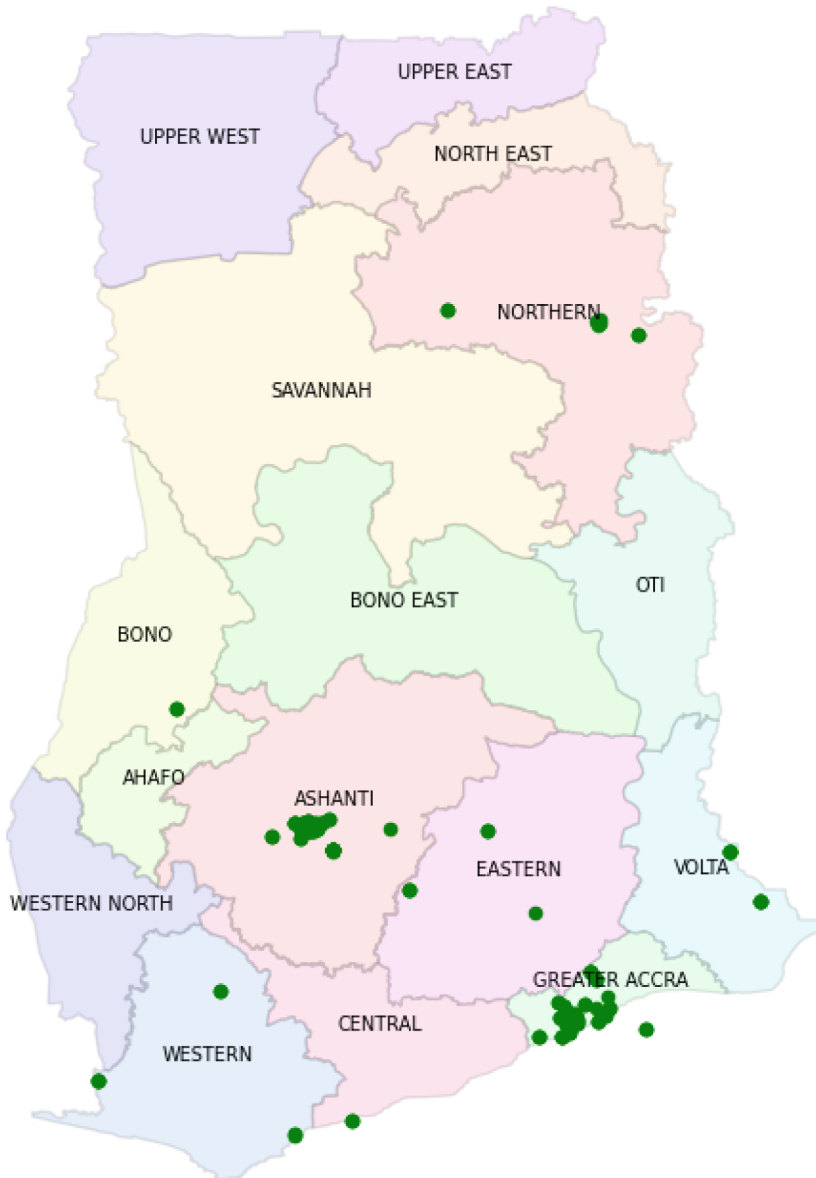 UPPER EAST
UPPER WEST
NORTH EAST
NORTHERN
SAVANNAH
OTI
BONO EAST
BONO
AHAFO
ASHANTI
EASTERN
VOLTA
WESTERN NORTH
GREATER ACCRA
CENTRAL
WESTERN